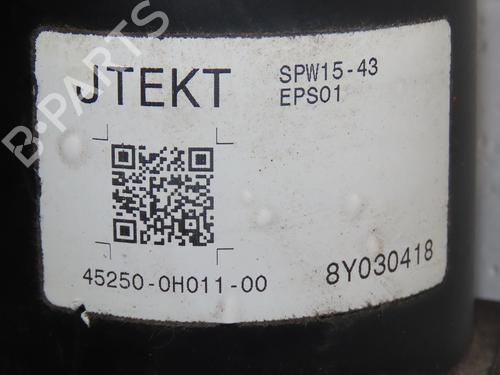 B-PARTS
JTEKT
SPW15-43
EPS01
45250-0H011-00
8Y030418